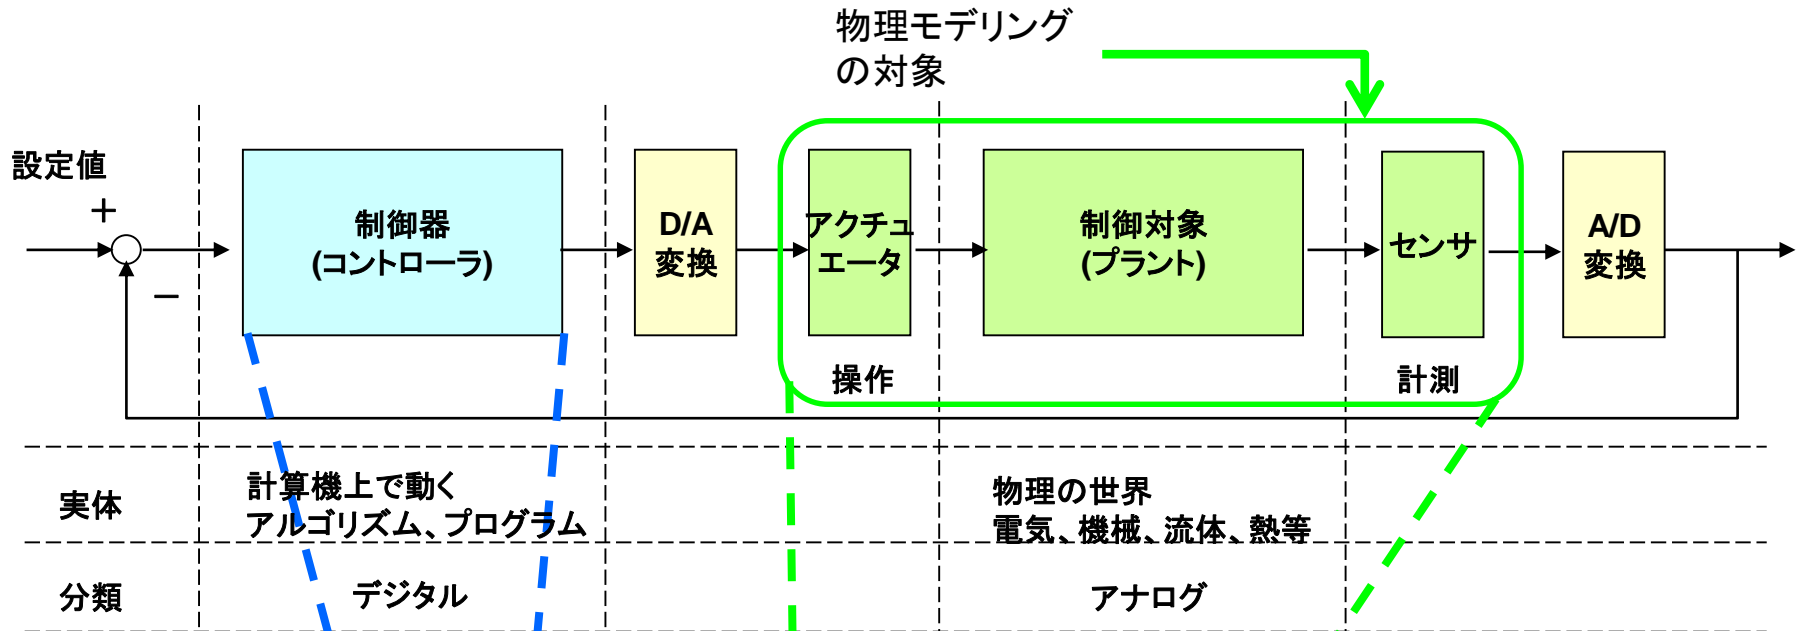 物理モデリング
の対象
設定値
+
−
制御器
(コントローラ)
D/A
変換
アクチュ
エータ
制御対象
(プラント)
センサ
A/D
変換
操作
計測
実体
計算機上で動く
アルゴリズム、プログラム
物理の世界
電気、機械、流体、熱等
分類
デジタル
アナログ